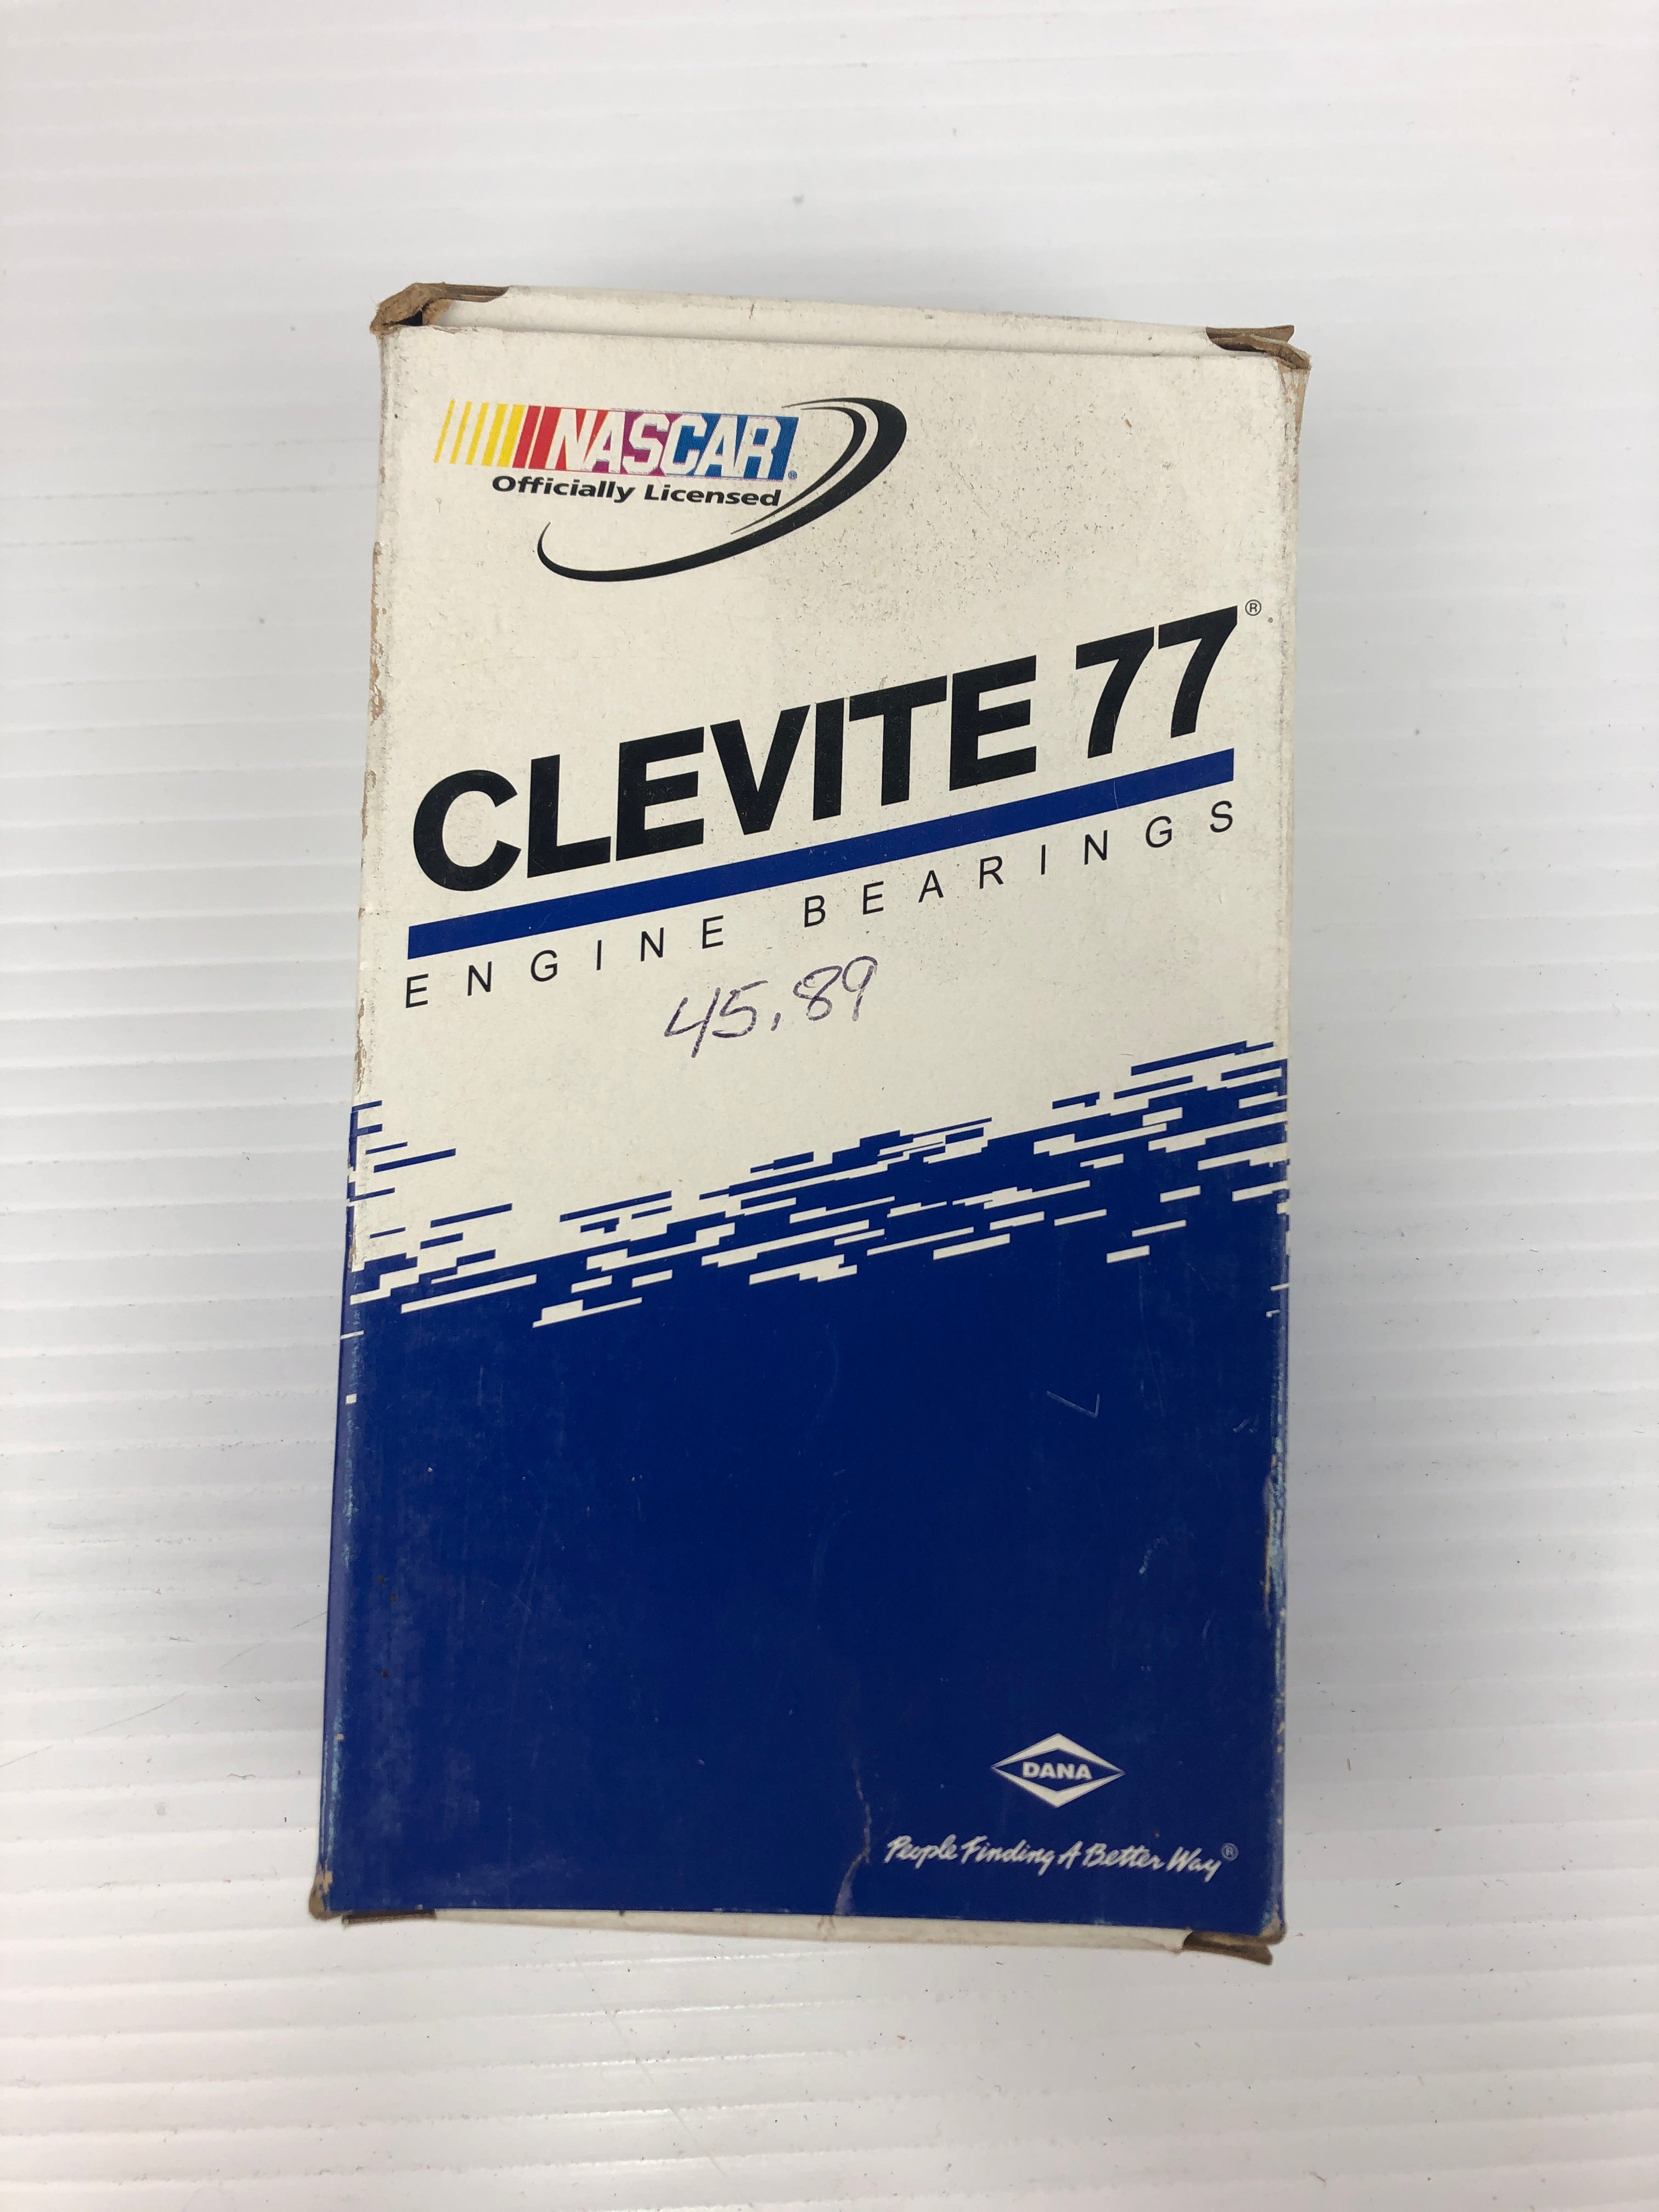 NASCAR®
Officially Licensed
CLEVITE 77®
ENGINE BEARINGS
45.89
DANA
People Finding A Better Way®